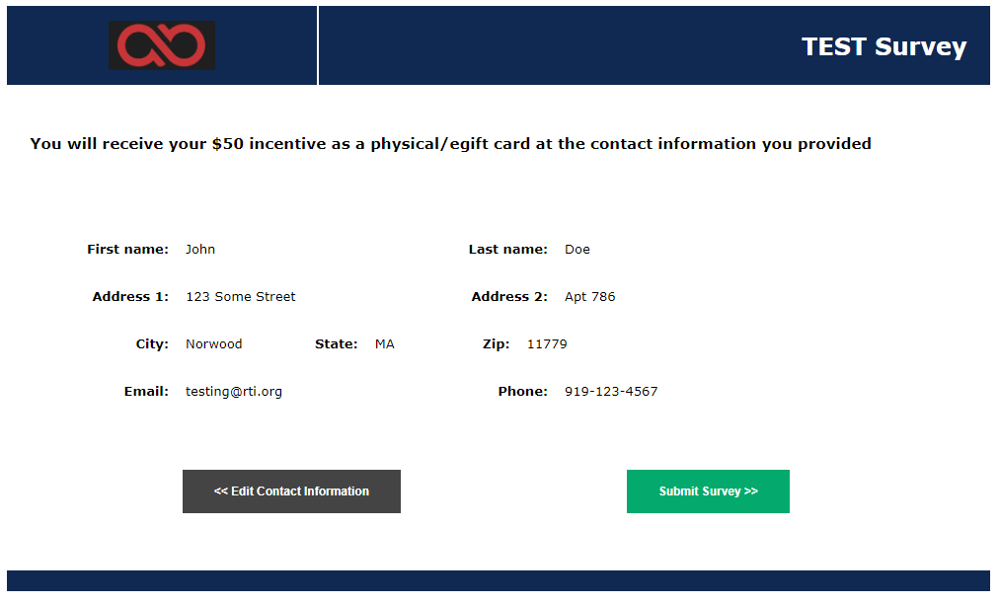 TEST Survey
You will receive your $50 incentive as a physical/egift card at the contact information you provided
First name: John Last name: Doe
Address 1: 123 Some Street Address 2: Apt 786
City: Norwood State: MA Zip: 11779
Email: testing@rti.org Phone: 919-123-4567
<< Edit Contact Information Submit Survey >>